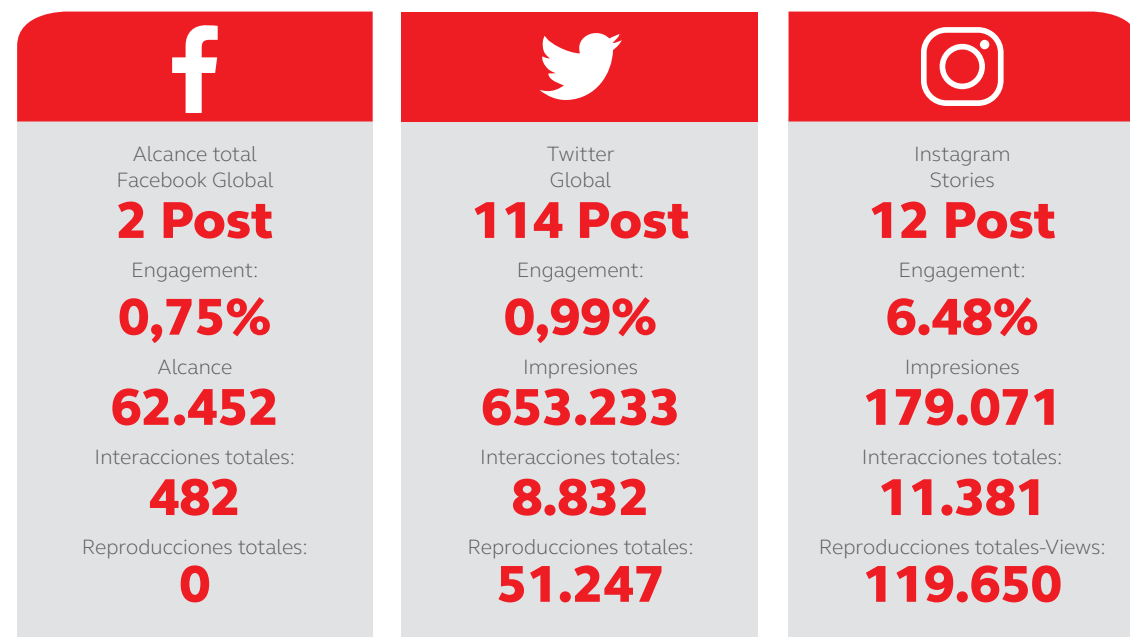 Alcance total
Facebook Global
2 Post
Engagement:
0,75%
Alcance
62.452
Interacciones totales:
482
Reproducciones totales:
0
Twitter
Global
114 Post
Engagement:
0,99%
Impresiones
653.233
Interacciones totales:
8.832
Reproducciones totales:
51.247
Instagram
Stories
12 Post
Engagement:
6.48%
Impresiones
179.071
Interacciones totales:
11.381
Reproducciones totales-Views:
119.650